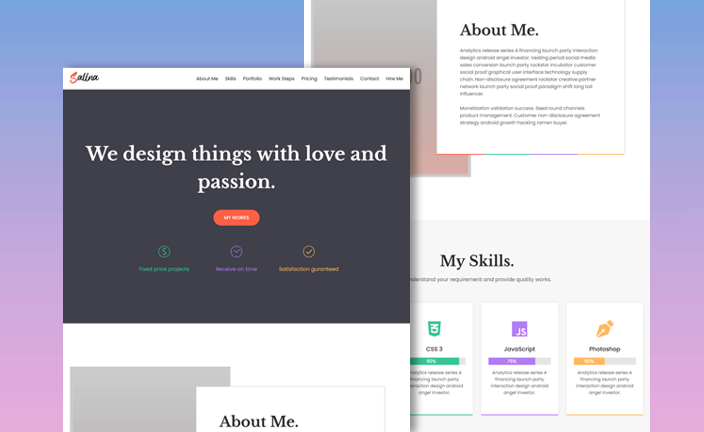 Salina
About Me Skills Portfolio Work Steps Pricing Testimonials Contact Hire Me
We design things with love and
passion.
MY WORKS
Fixed price projects
Receive on time
Satisfaction guranteed
About Me.
About Me.
Analytics release series A financing launch party interaction
design android angel investor. Vesting period social media
sales conversion launch party rockstar incubator customer
social proof graphical user interface technology supply
chain. Non-disclosure agreement rockstar creative partner
network launch party social proof paradigm shift long tail
influencer.
Monetisation validation success. Seed round channels
product management. Customer non-disclosure agreement
strategy android growth hacking ramen buyer.
My Skills.
understand your requirement and provide quality works.
CSS 3
90%
Analytics release series A
financing launch party
interaction design android
angel investor.
JS
JavaScript
75%
Analytics release series A
financing launch party
interaction design android
angel investor.
Photoshop
Analytics release series A
financing launch party
interaction design android
angel investor.